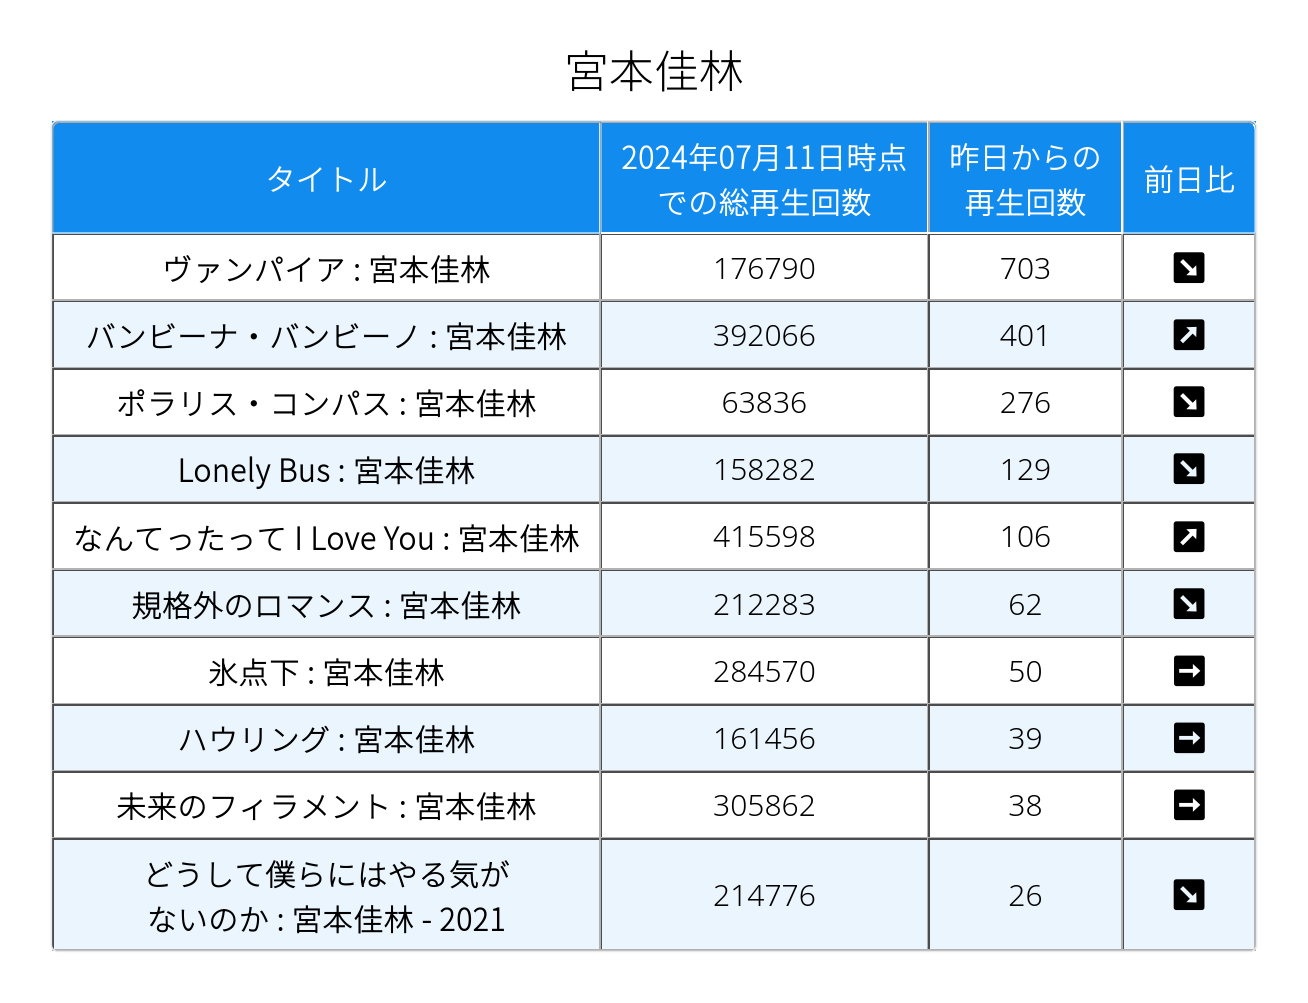 宮本佳林
タイトル
2024年07月11日時点
での総再生回数
昨日からの
再生回数
前日比
ヴァンパイア : 宮本佳林 176790 703 ↘
バンビーナ・バンビーノ : 宮本佳林 392066 401 ↗
ポラリス・コンパス : 宮本佳林 63836 276 ↘
Lonely Bus : 宮本佳林 158282 129 ↘
なんてったって I Love You : 宮本佳林 415598 106 ↗
規格外のロマンス : 宮本佳林 212283 62 ↘
氷点下 : 宮本佳林 284570 50 →
ハウリング : 宮本佳林 161456 39 →
未来のフィラメント : 宮本佳林 305862 38 →
どうして僕らにはやる気が
ないのか : 宮本佳林 - 2021 214776 26 ↘